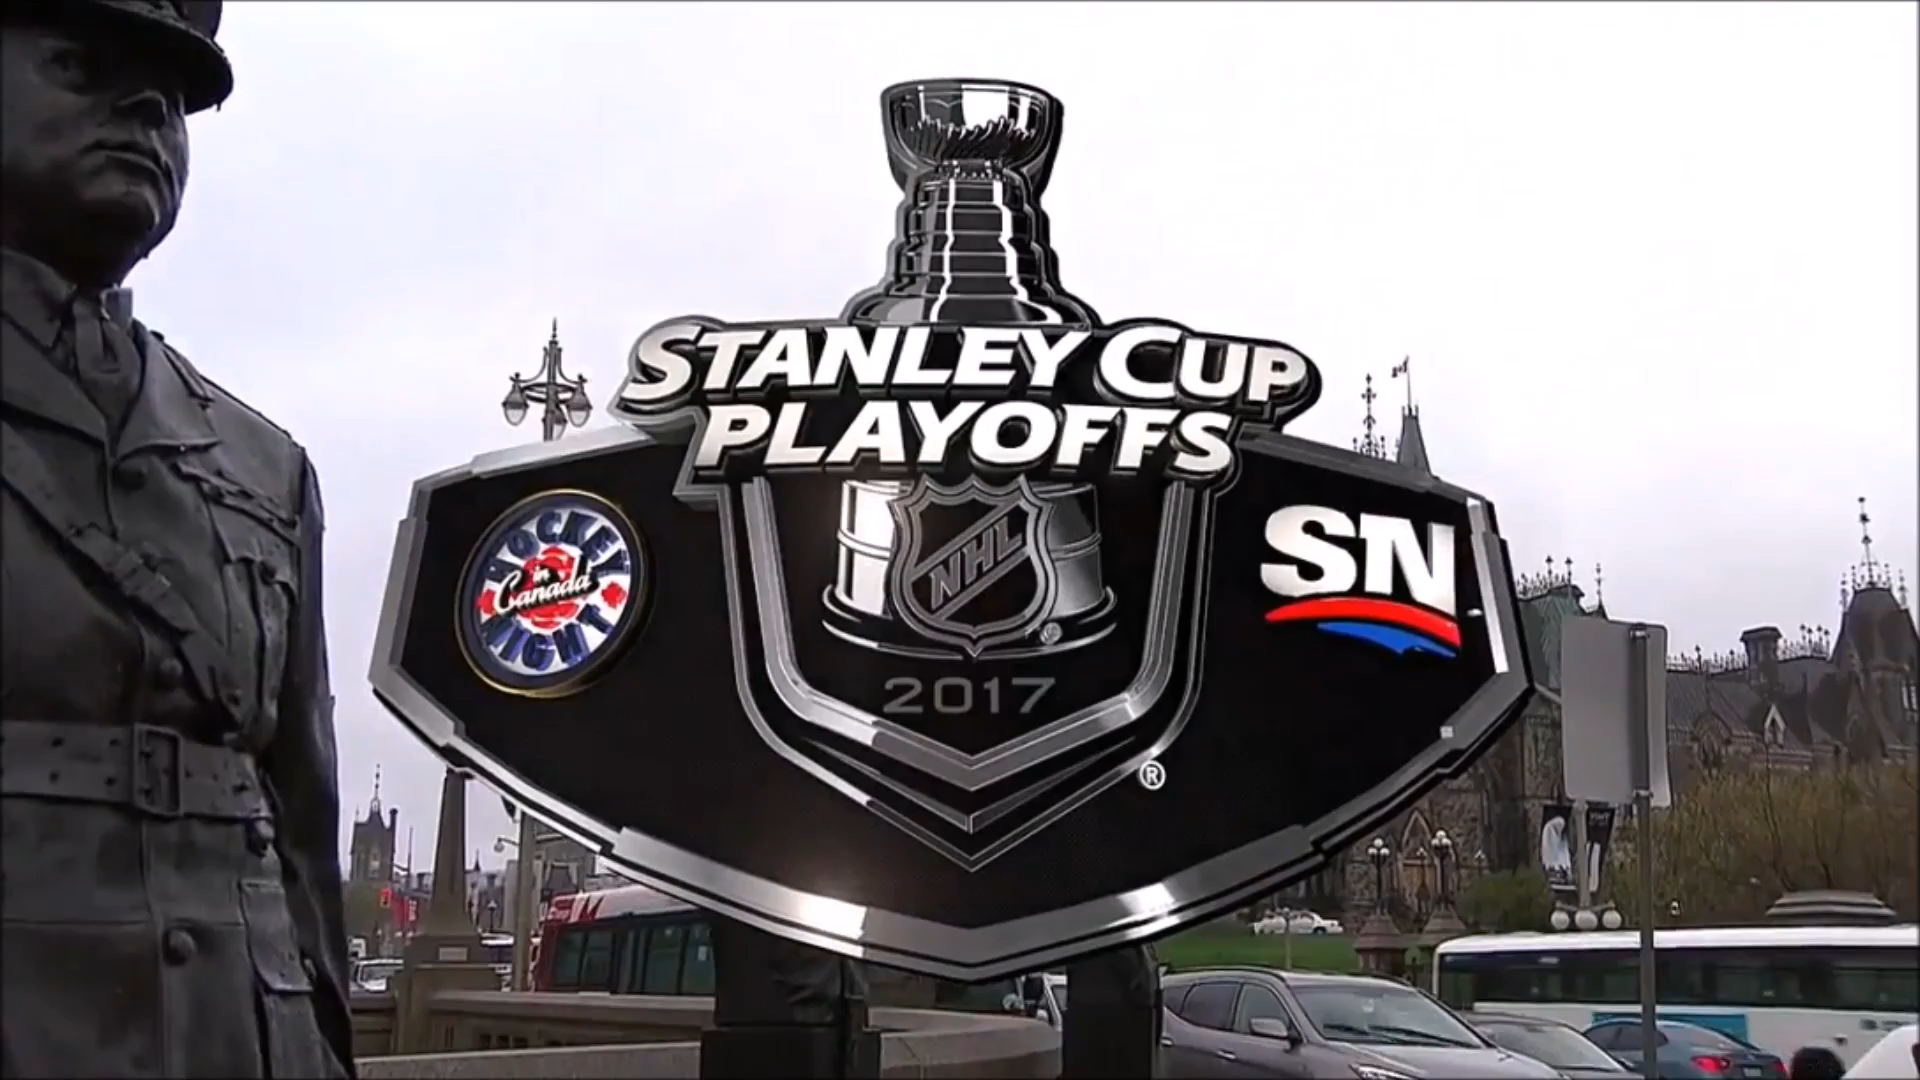 STANLEY CUP
PLAYOFFS
HOCKEY
in
Canada
NIGHT
NHL
®
2017
SN
®